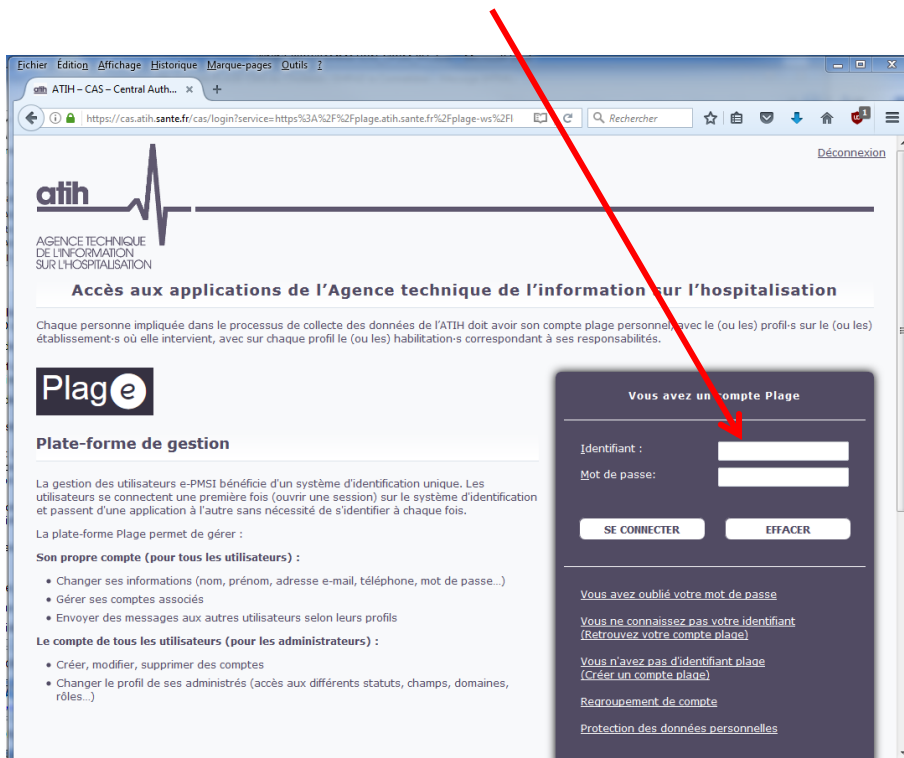 Fichier Édition Affichage Historique Marque-pages Outils ?
atih ATIH – CAS – Central Auth... × +
https://cas.atih.sante.fr/cas/login?service=https%3A%2F%2Fplage.atih.sante.fr%2Fplage-ws%2Fl
Rechercher
1
Déconnexion
atih
AGENCE TECHNIQUE
DE L'INFORMATION
SUR L'HOSPITALISATION
Accès aux applications de l’Agence technique de l’information sur l’hospitalisation
Chaque personne impliquée dans le processus de collecte des données de l’ATIH doit avoir son compte plage personnel, avec le (ou les) profil·s sur le (ou les)
établissement·s où elle intervient, avec sur chaque profil le (ou les) habilitation·s correspondant à ses responsabilités.
Plage
Plate-forme de gestion
La gestion des utilisateurs e-PMSI bénéficie d'un système d'identification unique. Les
utilisateurs se connectent une première fois (ouvrir une session) sur le système d'identification
et passent d'une application à l'autre sans nécessité de s'identifier à chaque fois.
La plate-forme Plage permet de gérer :
Son propre compte (pour tous les utilisateurs) :
• Changer ses informations (nom, prénom, adresse e-mail, téléphone, mot de passe...)
• Gérer ses comptes associés
• Envoyer des messages aux autres utilisateurs selon leurs profils
Le compte de tous les utilisateurs (pour les administrateurs) :
• Créer, modifier, supprimer des comptes
• Changer le profil de ses administrés (accès aux différents statuts, champs, domaines,
rôles...)
Vous avez un compte Plage
Identifiant :
Mot de passe:
SE CONNECTER EFFACER
Vous avez oublié votre mot de passe
Vous ne connaissez pas votre identifiant
(Retrouvez votre compte plage)
Vous n'avez pas d'identifiant plage
(Créer un compte plage)
Regroupement de compte
Protection des données personnelles